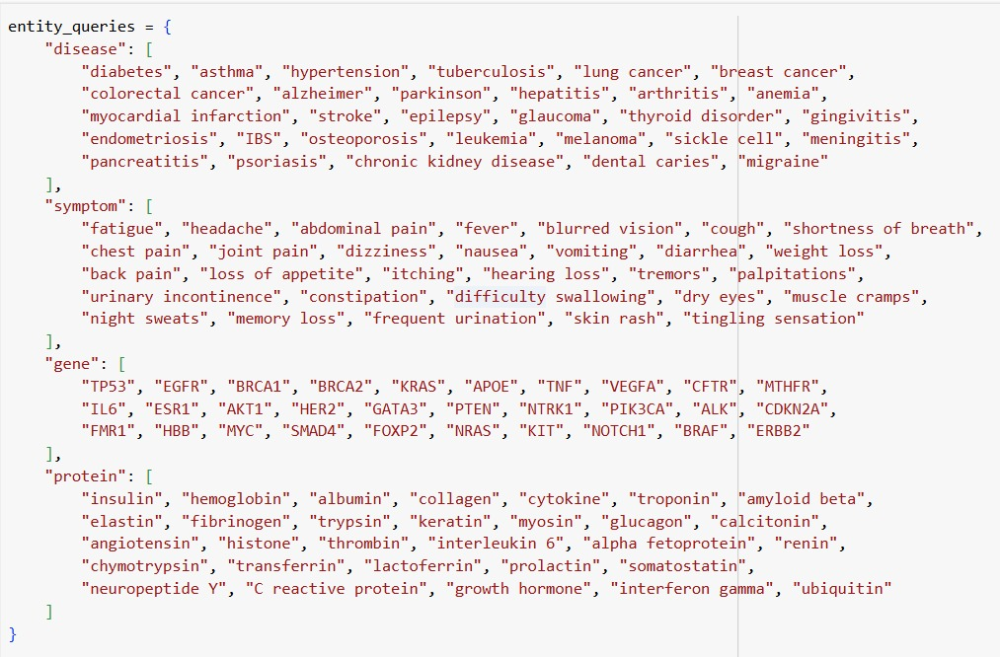 entity_queries = {
    "disease": [
        "diabetes", "asthma", "hypertension", "tuberculosis", "lung cancer", "breast cancer",
        "colorectal cancer", "alzheimer", "parkinson", "hepatitis", "arthritis", "anemia",
        "myocardial infarction", "stroke", "epilepsy", "glaucoma", "thyroid disorder", "gingivitis",
        "endometriosis", "IBS", "osteoporosis", "leukemia", "melanoma", "sickle cell", "meningitis",
        "pancreatitis", "psoriasis", "chronic kidney disease", "dental caries", "migraine"
    ],
    "symptom": [
        "fatigue", "headache", "abdominal pain", "fever", "blurred vision", "cough", "shortness of breath",
        "chest pain", "joint pain", "dizziness", "nausea", "vomiting", "diarrhea", "weight loss",
        "back pain", "loss of appetite", "itching", "hearing loss", "tremors", "palpitations",
        "urinary incontinence", "constipation", "difficulty swallowing", "dry eyes", "muscle cramps",
        "night sweats", "memory loss", "frequent urination", "skin rash", "tingling sensation"
    ],
    "gene": [
        "TP53", "EGFR", "BRCA1", "BRCA2", "KRAS", "APOE", "TNF", "VEGFA", "CFTR", "MTHFR",
        "IL6", "ESR1", "AKT1", "HER2", "GATA3", "PTEN", "NTRK1", "PIK3CA", "ALK", "CDKN2A",
        "FMR1", "HBB", "MYC", "SMAD4", "FOXP2", "NRAS", "KIT", "NOTCH1", "BRAF", "ERBB2"
    ],
    "protein": [
        "insulin", "hemoglobin", "albumin", "collagen", "cytokine", "troponin", "amyloid beta",
        "elastin", "fibrinogen", "trypsin", "keratin", "myosin", "glucagon", "calcitonin",
        "angiotensin", "histone", "thrombin", "interleukin 6", "alpha fetoprotein", "renin",
        "chymotrypsin", "transferrin", "lactoferrin", "prolactin", "somatostatin",
        "neuropeptide Y", "C reactive protein", "growth hormone", "interferon gamma", "ubiquitin"
    ]
}